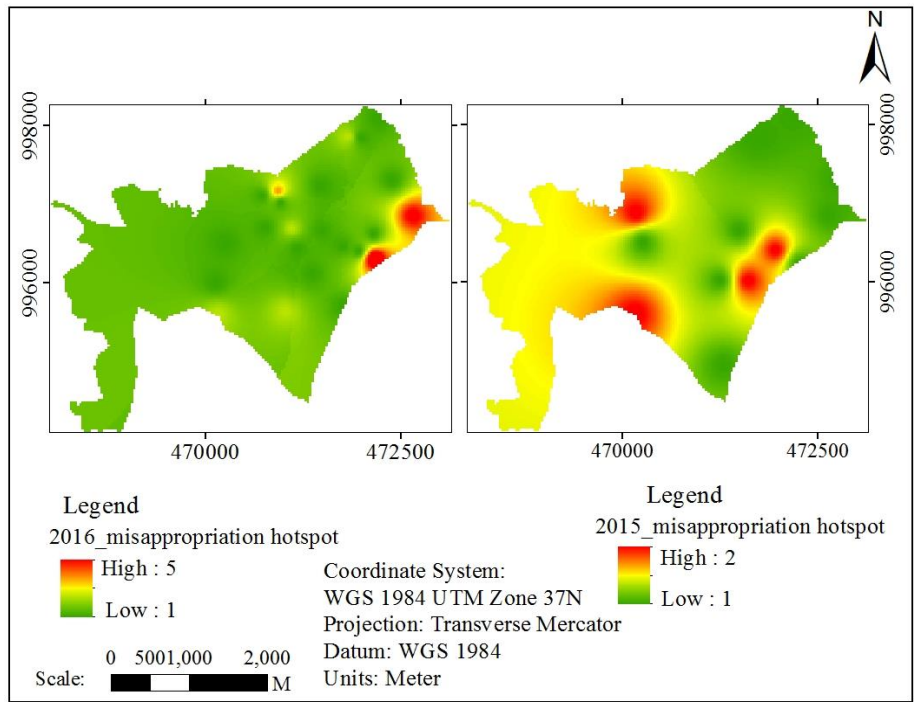 N
998000
996000
470000
472500
998000
996000
470000
472500
Legend
2016_misappropriation hotspot
High : 5
Low : 1
Legend
2015_misappropriation hotspot
High : 2
Low : 1
Coordinate System:
WGS 1984 UTM Zone 37N
Projection: Transverse Mercator
Datum: WGS 1984
Units: Meter
0 5001,000 2,000
Scale: M